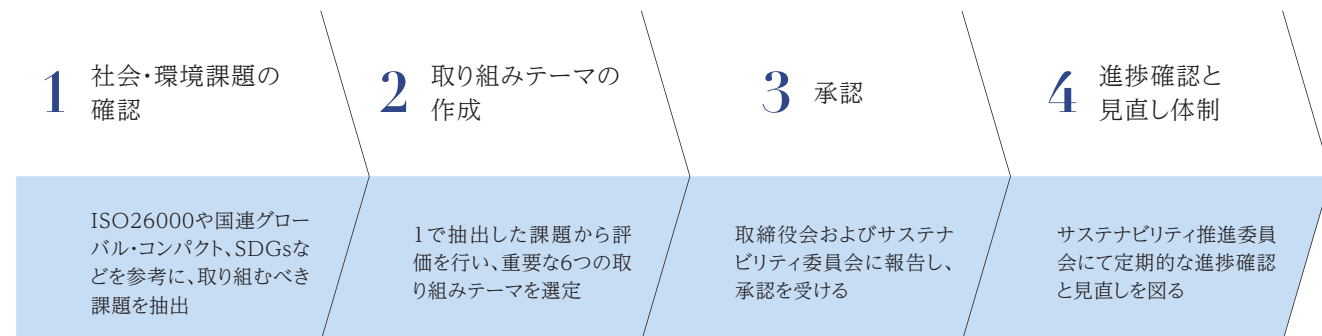 1
社会・環境課題の
確認
ISO26000や国連グロー
バル・コンパクト、SDGsな
どを参考に、取り組むべき
課題を抽出
2
取り組みテーマの
作成
1で抽出した課題から評
価を行い、重要な6つの取
り組みテーマを選定
3
承認
取締役会およびサステナ
ビリティ委員会に報告し、
承認を受ける
4
進捗確認と
見直し体制
サステナビリティ推進委員
会にて定期的な進捗確認
と見直しを図る